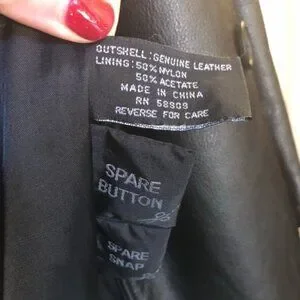 OUTSHELL: GENUINE LEATHER
LINING: 50% NYLON
50% ACETATE
MADE IN CHINA
RN 58909
REVERSE FOR CARE
SPARE
BUTTON
SPARE
SNAP